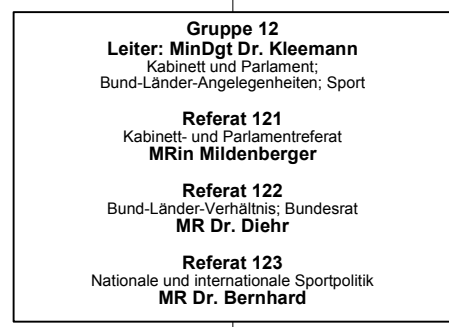 Gruppe 12
Leiter: MinDgt Dr. Kleemann
Kabinett und Parlament;
Bund-Länder-Angelegenheiten; Sport
Referat 121
Kabinett- und Parlamentreferat
MRin Mildenberger
Referat 122
Bund-Länder-Verhältnis; Bundesrat
MR Dr. Diehr
Referat 123
Nationale und internationale Sportpolitik
MR Dr. Bernhard